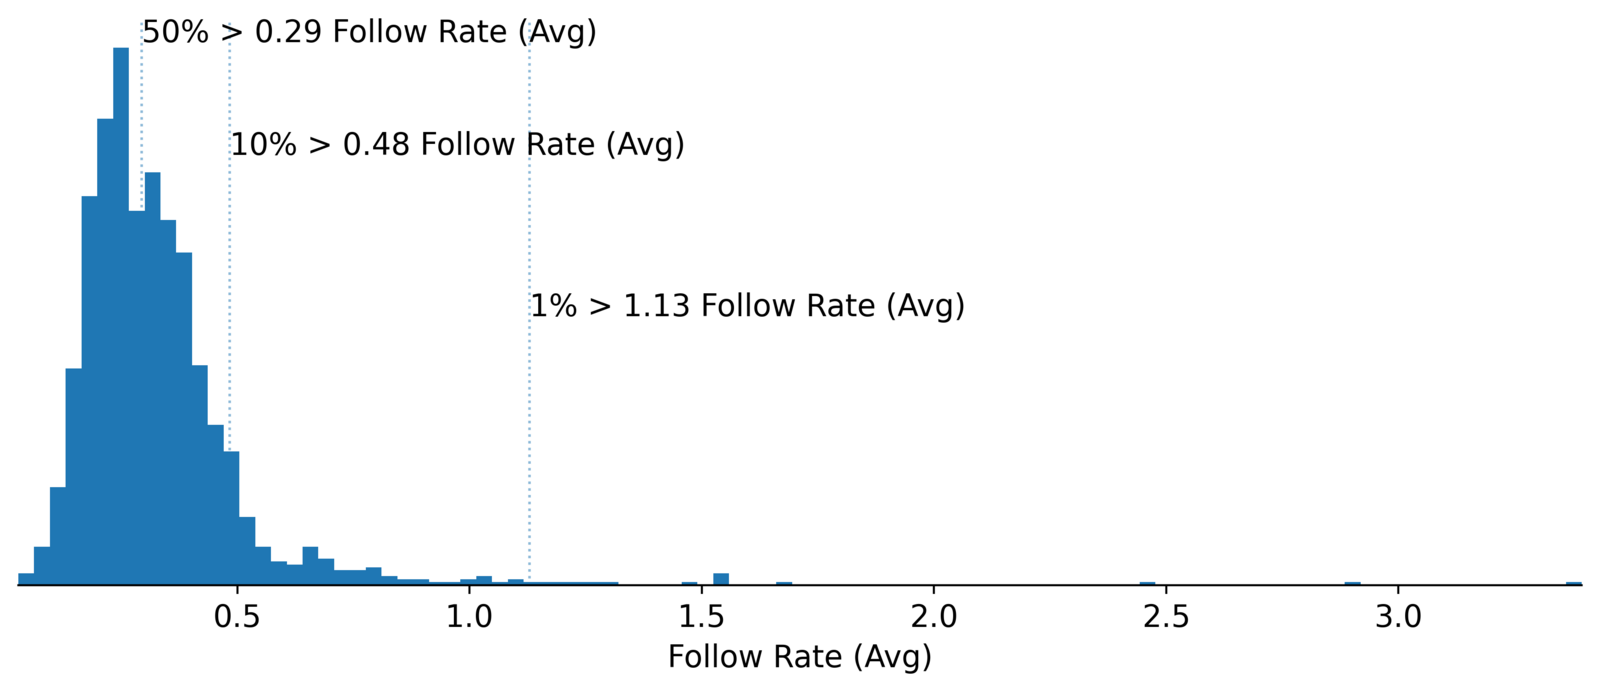 50% > 0.29 Follow Rate (Avg)
10% > 0.48 Follow Rate (Avg)
1% > 1.13 Follow Rate (Avg)
0.5 1.0 1.5 2.0 2.5 3.0
Follow Rate (Avg)